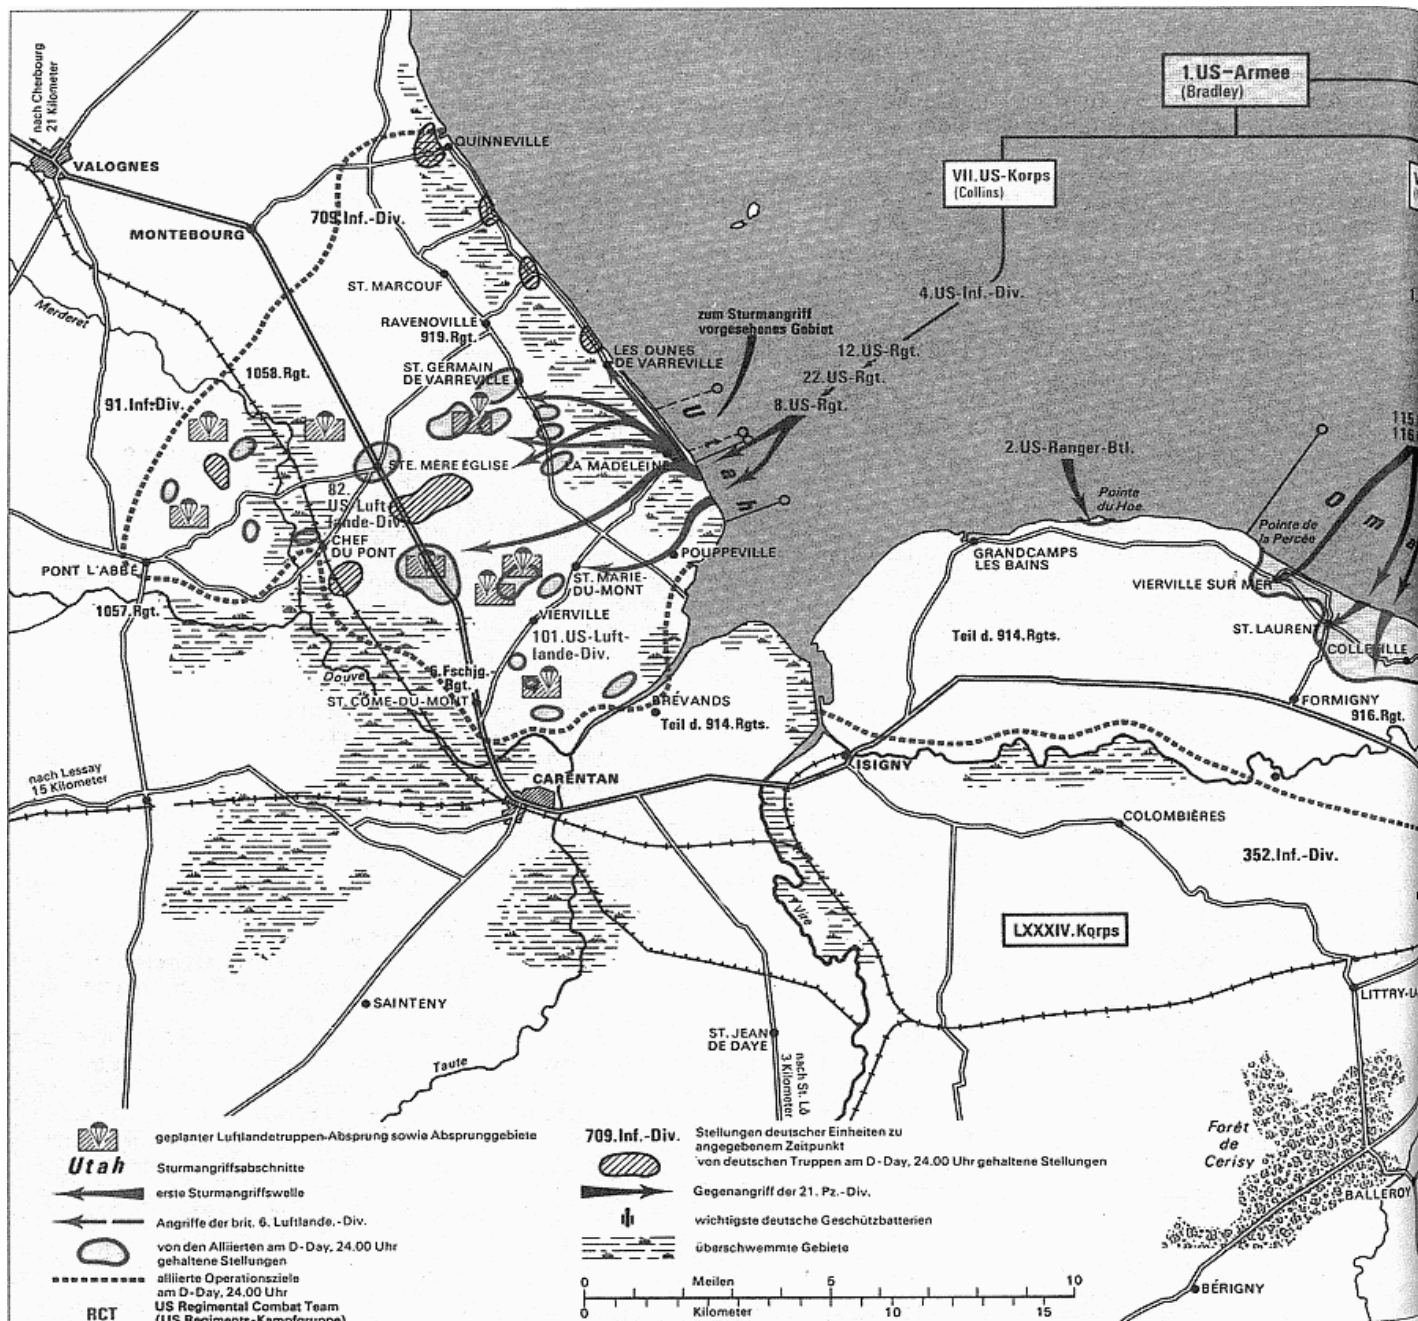 nach Cherbourg
21 Kilometer
VALOGNES
QUINNEVILLE
1.US-Armee
(Bradley)
VII.US-Korps
(Collins)
709.Inf.-Div.
MONTEBOURG
Merderet
ST. MARCOUF
RAVENOVILLE
919.Rgt.
4.US-Inf.-Div.
12.US-Rgt.
22.US-Rgt.
8.US-Rgt.
zum Sturmangriff
vorgesehenes Gebiet
LES DUNES
DE VARREVILLE
ST. GERMAIN
DE VARREVILLE
1058.Rgt.
91.Inf-Div.
Utah
115.
116.
2.US-Ranger-Btl.
STE. MÈRE ÉGLISE
LA MADELEINE
82.
US-Luft-
lande-Div.
CHEF
DU PONT
PONT L'ABBÉ
1057.Rgt.
POUPPEVILLE
ST. MARIE-
DU-MONT
VIERVILLE
101.US-Luft-
lande-Div.
Pointe
du Hoe
Pointe de
la Percée
Oma
GRANDCAMPS
LES BAINS
VIERVILLE SUR MER
ST. LAURENT
COLLEVILLE
Teil d. 914.Rgts.
Douve
6.Fschjg.-
Rgt.
ST. CÔME-DU-MONT
BRÉVANDS
Teil d. 914.Rgts.
FORMIGNY
916.Rgt.
nach Lessay
15 Kilometer
CARENTAN
ISIGNY
COLOMBIÈRES
352.Inf.-Div.
Vire
LXXXIV.Korps
SAINTENY
LITTRY-L
ST. JEAN
DE DAYE
nach St. Lô
3 Kilometer
Taute
Forêt
de
Cerisy
BALLEROY
BÉRIGNY
geplanter Luftlandetruppen-Absprung sowie Absprunggebiete
Utah
Sturmangriffsabschnitte
erste Sturmangriffswelle
Angriffe der brit. 6. Luftlande.-Div.
von den Alliierten am D-Day, 24.00 Uhr
gehaltene Stellungen
alliierte Operationsziele
am D-Day, 24.00 Uhr
RCT
US Regimental Combat Team
(US Regiments-Kampfgruppe)
709.Inf.-Div.
Stellungen deutscher Einheiten zu
angegebenem Zeitpunkt
von deutschen Truppen am D-Day, 24.00 Uhr gehaltene Stellungen
Gegenangriff der 21. Pz.-Div.
wichtigste deutsche Geschützbatterien
überschwemmte Gebiete
0 Meilen 5 10
0 Kilometer 10 15